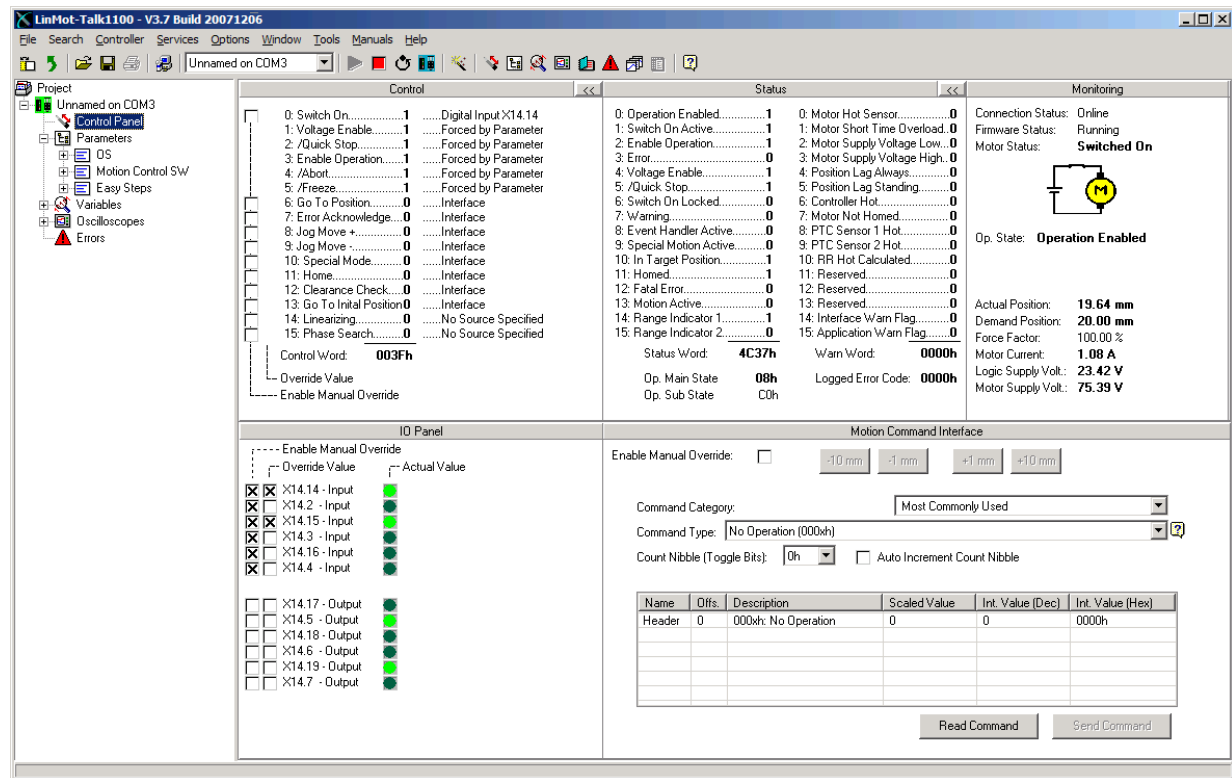 LinMot-Talk1100 - V3.7 Build 20071206
File Search Controller Services Options Window Tools Manuals Help
Unnamed on COM3
Project
Unnamed on COM3
Control Panel
Parameters
OS
Motion Control SW
Easy Steps
Variables
Oscilloscopes
Errors
Control <<
0: Switch On............1 .....Digital Input X14.14
1: Voltage Enable.........1 .....Forced by Parameter
2: /Quick Stop............1 .....Forced by Parameter
3: Enable Operation.......1 .....Forced by Parameter
4: /Abort.................1 .....Forced by Parameter
5: /Freeze................1 .....Forced by Parameter
6: Go To Position.........0 .....Interface
7: Error Acknowledge....0 .....Interface
8: Jog Move +.............0 .....Interface
9: Jog Move -.............0 .....Interface
10: Special Mode..........0 .....Interface
11: Home..................0 .....Interface
12: Clearance Check.....0 .....Interface
13: Go To Inital Position 0 .....Interface
14: Linearizing...........0 .....No Source Specified
15: Phase Search.........0 .....No Source Specified
Control Word: 003Fh
Override Value
Enable Manual Override
Status <<
0: Operation Enabled...........1
1: Switch On Active............1
2: Enable Operation............1
3: Error.......................0
4: Voltage Enable..............1
5: /Quick Stop.................1
6: Switch On Locked............0
7: Warning.....................0
8: Event Handler Active........0
9: Special Motion Active.......0
10: In Target Position.........1
11: Homed......................1
12: Fatal Error................0
13: Motion Active..............0
14: Range Indicator 1..........1
15: Range Indicator 2..........0
Status Word: 4C37h
Op. Main State 08h
Op. Sub State C0h
0: Motor Hot Sensor............0
1: Motor Short Time Overload..0
2: Motor Supply Voltage Low...0
3: Motor Supply Voltage High..0
4: Position Lag Always.........0
5: Position Lag Standing.......0
6: Controller Hot..............0
7: Motor Not Homed.............0
8: PTC Sensor 1 Hot............0
9: PTC Sensor 2 Hot............0
10: RR Hot Calculated..........0
11: Reserved...................0
12: Reserved...................0
13: Reserved...................0
14: Interface Warn Flag........0
15: Application Warn Flag......0
Warn Word: 0000h
Logged Error Code: 0000h
Monitoring
Connection Status: Online
Firmware Status: Running
Motor Status: Switched On
M
Op. State: Operation Enabled
Actual Position: 19.64 mm
Demand Position: 20.00 mm
Force Factor: 100.00 %
Motor Current: 1.08 A
Logic Supply Volt.: 23.42 V
Motor Supply Volt.: 75.39 V
IO Panel
Enable Manual Override
Override Value Actual Value
X14.14 - Input
X14.2 - Input
X14.15 - Input
X14.3 - Input
X14.16 - Input
X14.4 - Input
X14.17 - Output
X14.5 - Output
X14.18 - Output
X14.6 - Output
X14.19 - Output
X14.7 - Output
Motion Command Interface
Enable Manual Override: -10 mm -1 mm +1 mm +10 mm
Command Category: Most Commonly Used
Command Type: No Operation (000xh)
Count Nibble (Toggle Bits): 0h Auto Increment Count Nibble
Name Offs. Description Scaled Value Int. Value (Dec) Int. Value (Hex)
Header 0 000xh: No Operation 0 0 0000h
Read Command Send Command